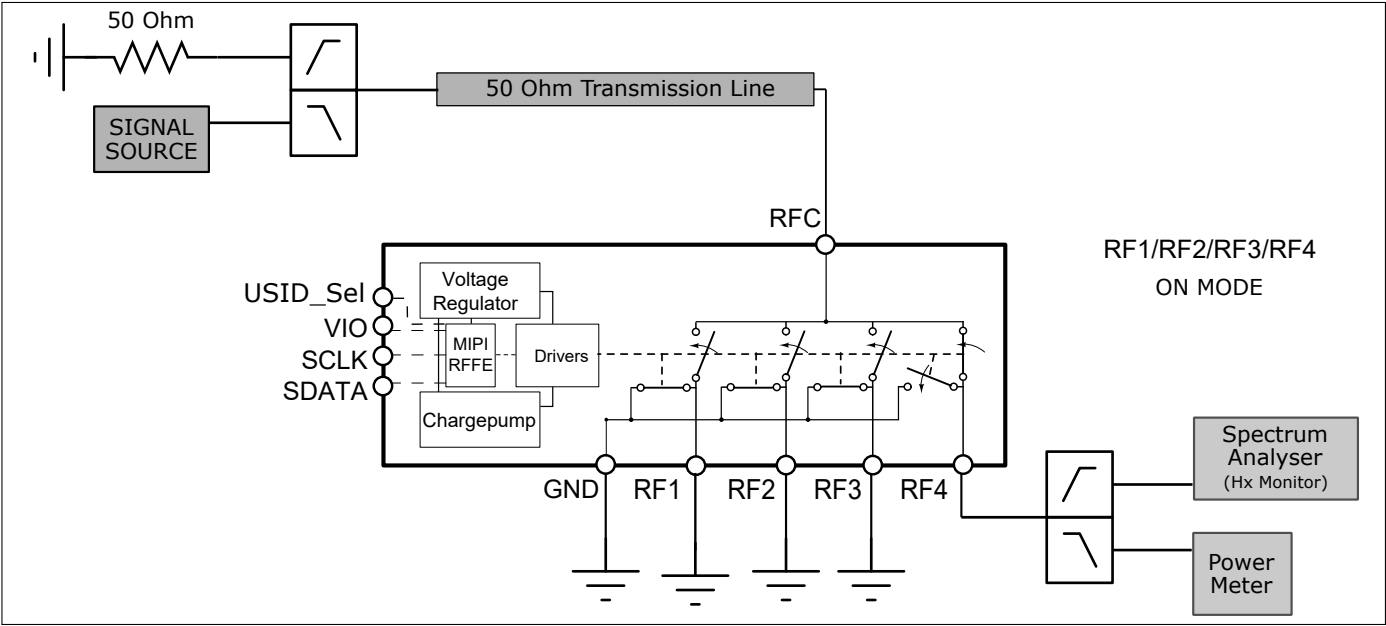 50 Ohm
SIGNAL
SOURCE
50 Ohm Transmission Line
RFC
RF1/RF2/RF3/RF4
ON MODE
USID_Sel
VIO
SCLK
SDATA
Voltage
Regulator
MIPI
RFFE
Drivers
Chargepump
GND
RF1
RF2
RF3
RF4
Spectrum
Analyser
(Hx Monitor)
Power
Meter